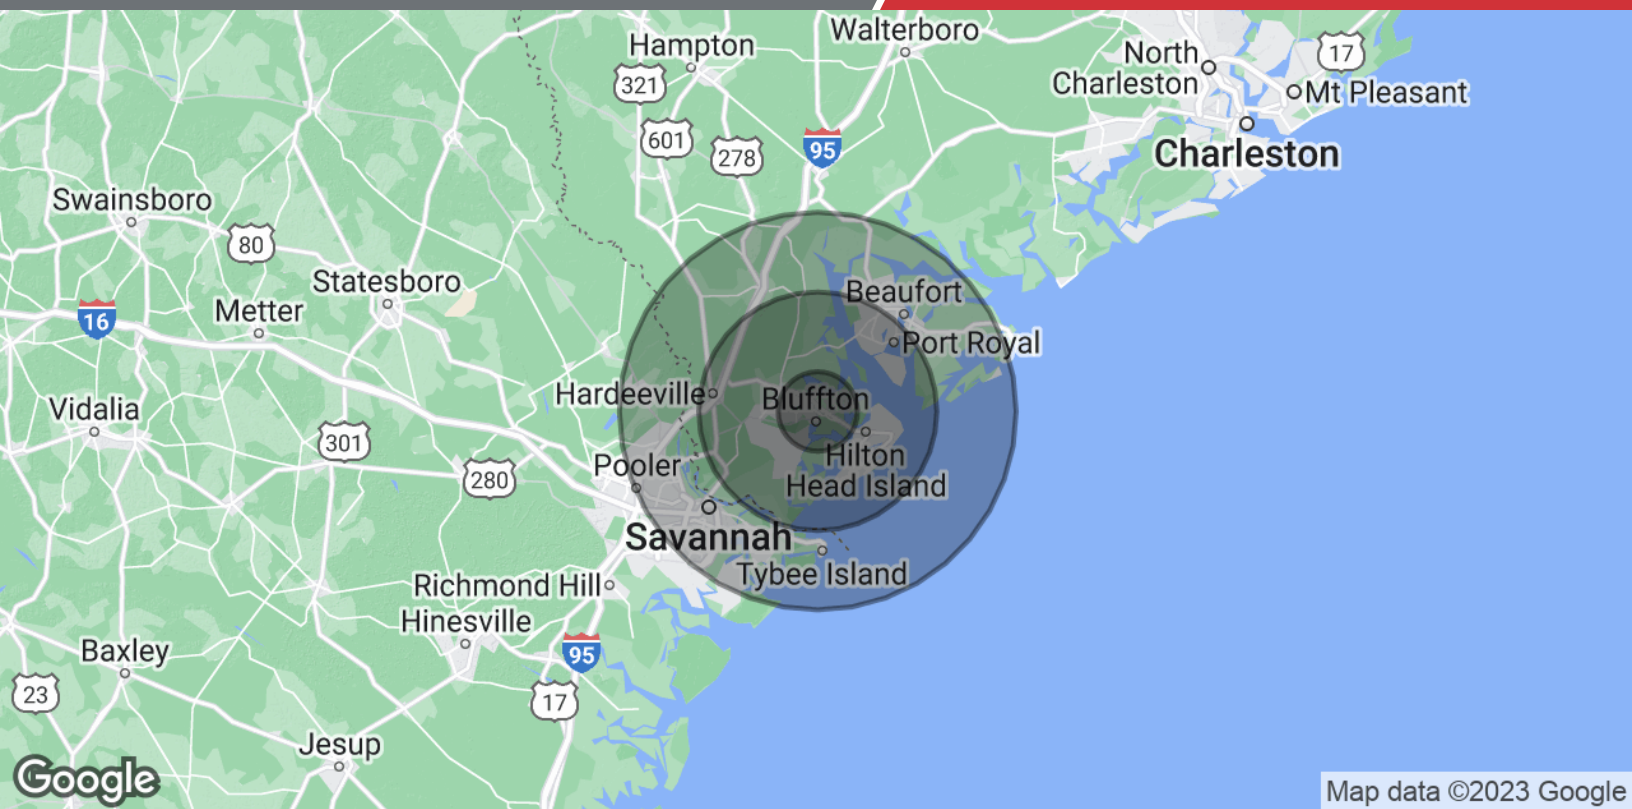 Walterboro
Hampton
North
Charleston
17
Mt Pleasant
321
601
278
95
Charleston
Swainsboro
80
Statesboro
Beaufort
16
Metter
Port Royal
Hardeeville
Bluffton
Vidalia
301
Hilton
Head Island
Pooler
280
Savannah
Tybee Island
Richmond Hill
Hinesville
Baxley
95
23
17
Jesup
Google
Map data ©2023 Google